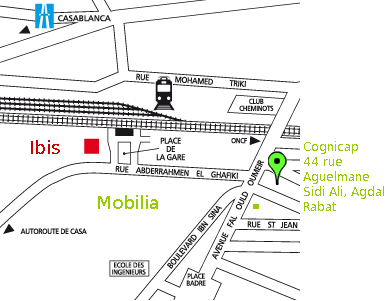 CASABLANCA
RUE MOHAMED TRIKI
CLUB
CHEMINOTS
ONCF
Ibis
PLACE
DE
LA GARE
RUE ABDERRAHMEN EL GHAFIKI
Cognicap
44 rue
Aguelmane
Sidi Ali, Agdal
Rabat
Mobilia
AVENUE FAL OULD OUMEIR
BOULEVARD IBN SINA
RUE ST JEAN
AUTOROUTE DE CASA
ECOLE DES
INGENIEURS
PLACE
BADRE